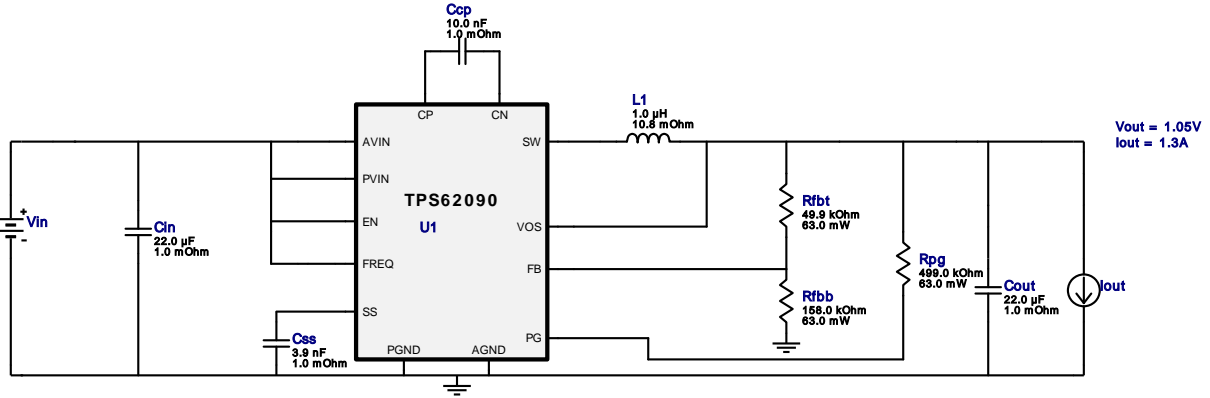 Ccp
10.0 nF
1.0 mOhm
CP
CN
L1
1.0 µH
10.8 mOhm
Vout = 1.05V
Iout = 1.3A
AVIN
SW
PVIN
TPS62090
U1
EN
VOS
FREQ
FB
SS
PG
PGND
AGND
+
Vin
-
Cin
22.0 µF
1.0 mOhm
Css
3.9 nF
1.0 mOhm
Rfbt
49.9 kOhm
63.0 mW
Rfbb
158.0 kOhm
63.0 mW
Rpg
499.0 kOhm
63.0 mW
Cout
22.0 µF
1.0 mOhm
Iout